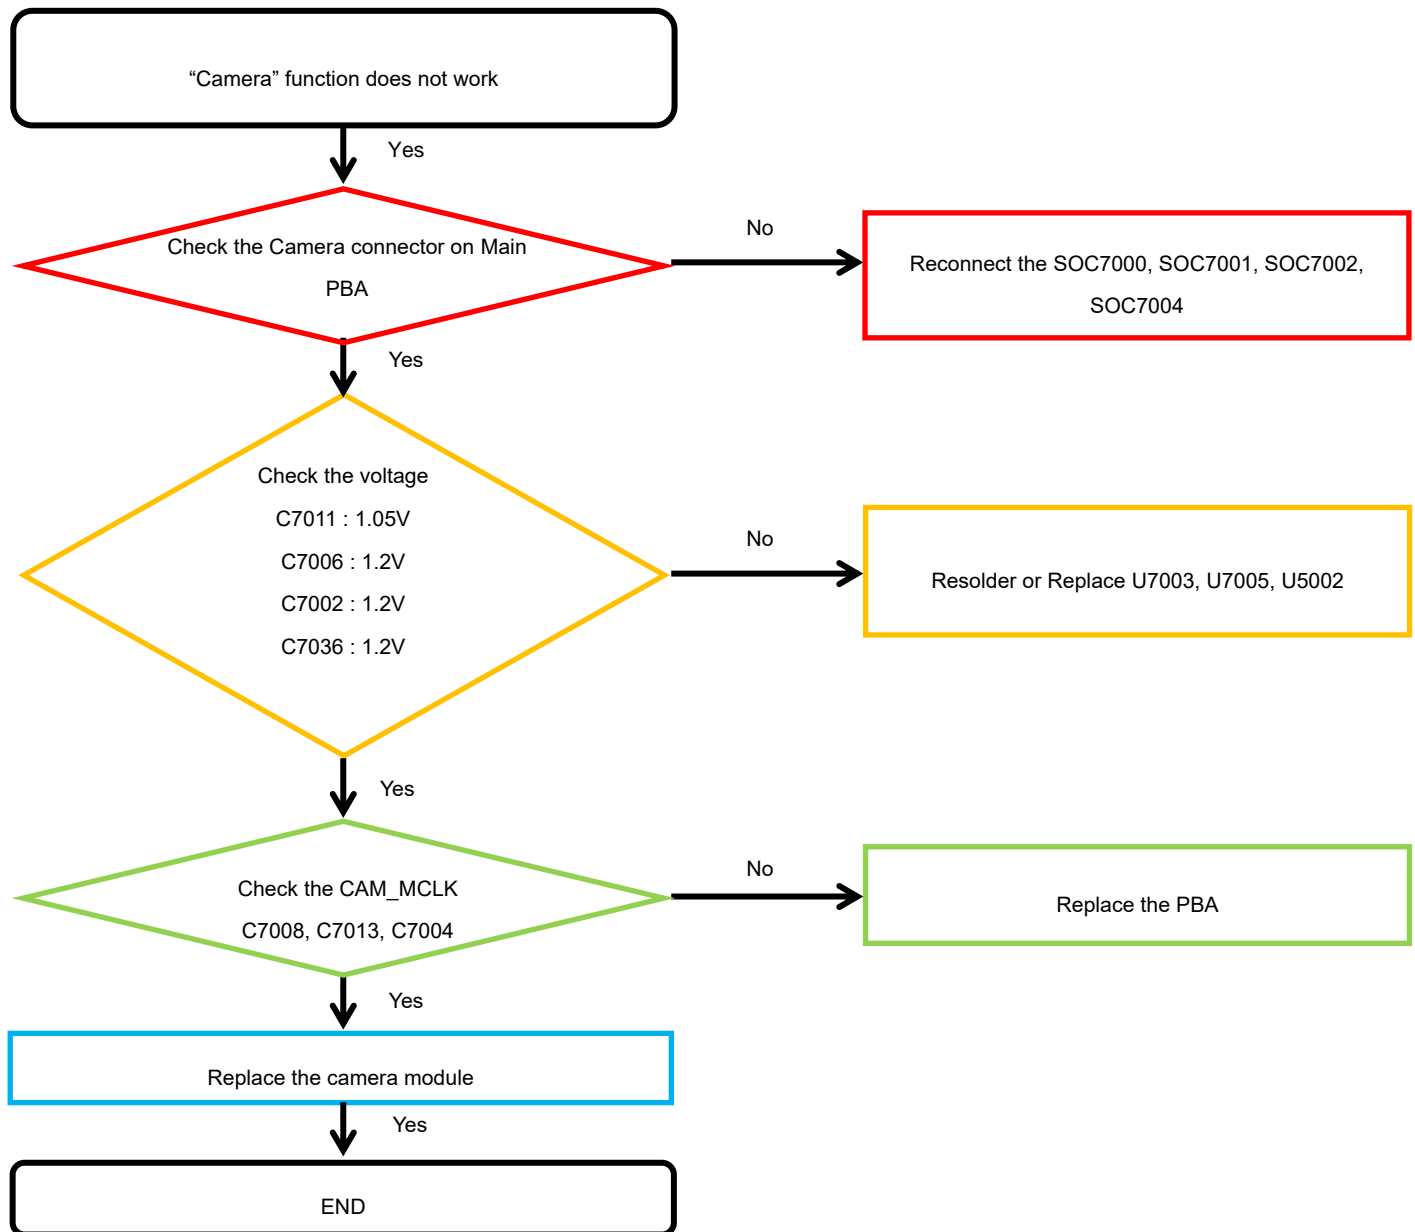 “Camera” function does not work
Yes
Check the Camera connector on Main
PBA
No
Reconnect the SOC7000, SOC7001, SOC7002,
SOC7004
Yes
Check the voltage
C7011 : 1.05V
C7006 : 1.2V
C7002 : 1.2V
C7036 : 1.2V
No
Resolder or Replace U7003, U7005, U5002
Yes
Check the CAM_MCLK
C7008, C7013, C7004
No
Replace the PBA
Yes
Replace the camera module
Yes
END